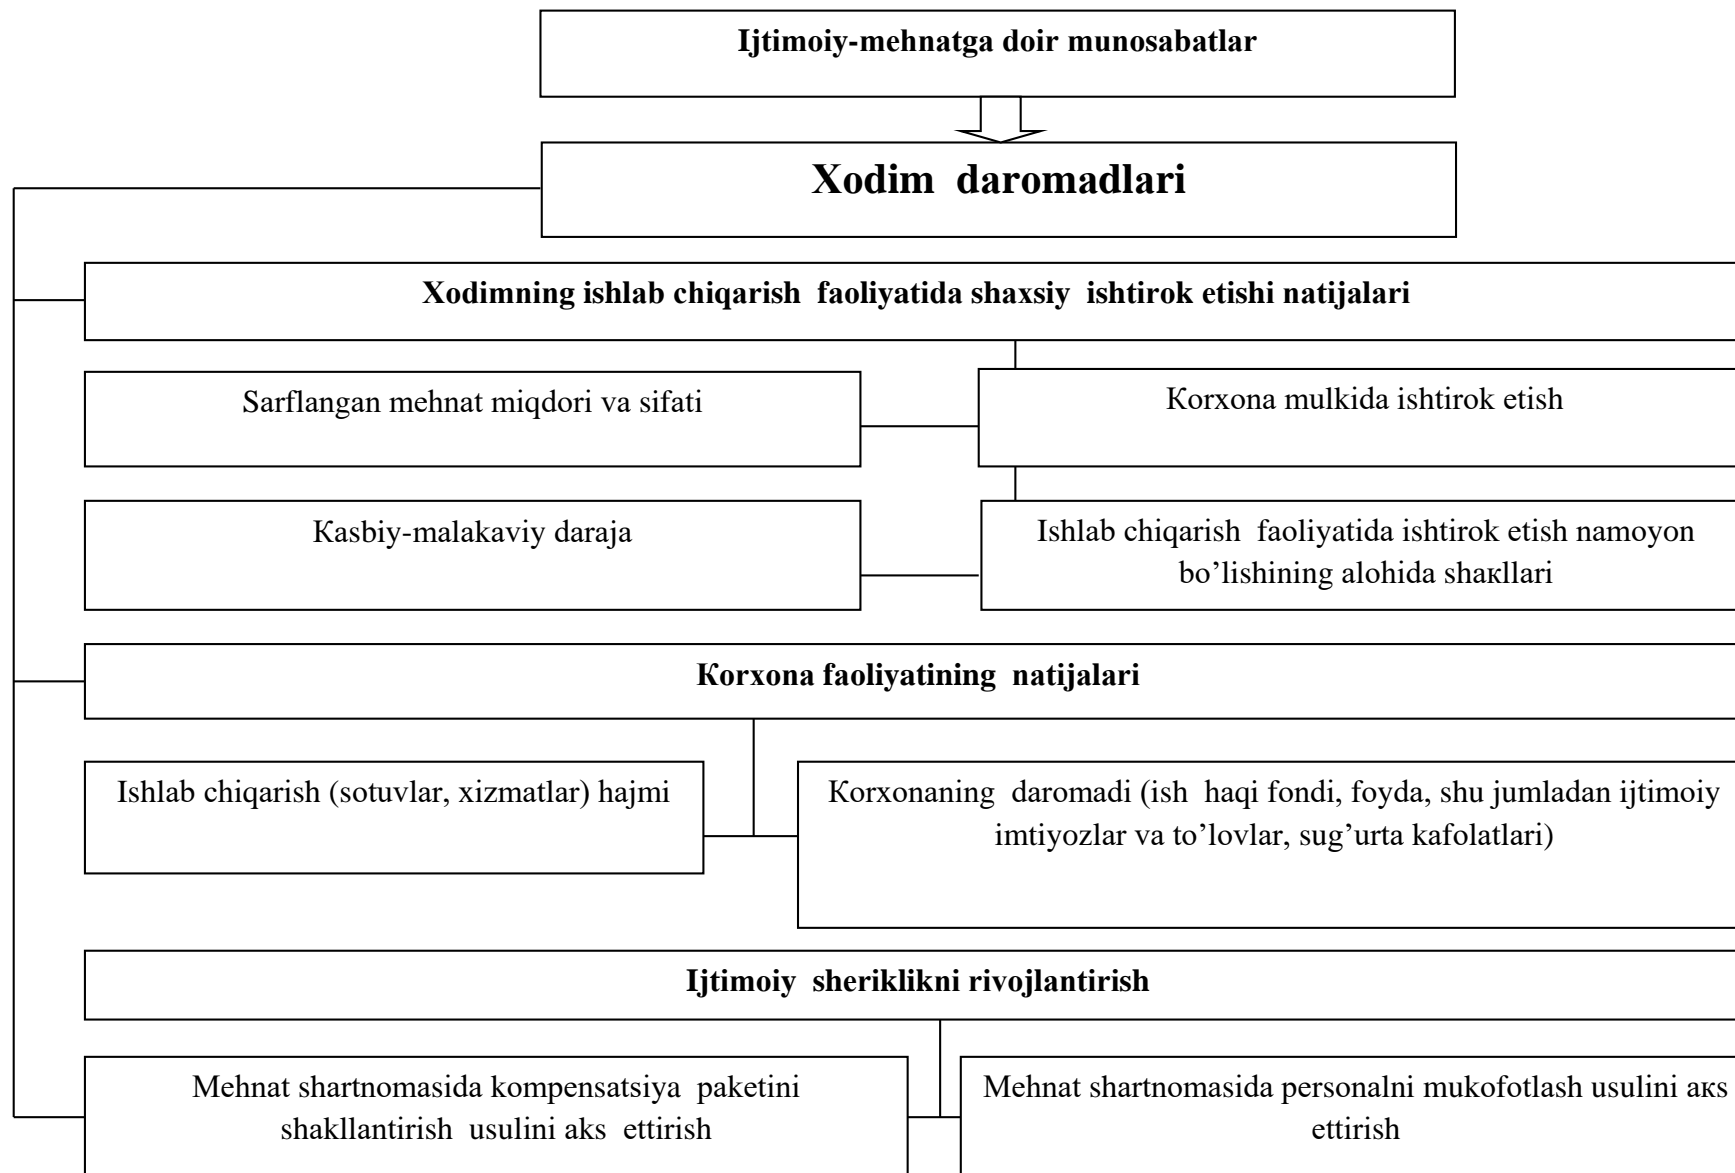 Ijtimoiy-mehnatga doir munosabatlar
Xodim daromadlari
Xodimning ishlab chiqarish faoliyatida shaxsiy ishtirok etishi natijalari
Sarflangan mehnat miqdori va sifati
Кorxona mulkida ishtirok etish
Кasbiy-malakaviy daraja
Ishlab chiqarish faoliyatida ishtirok etish namoyon
bo’lishining alohida shaкllari
Кorxona faoliyatining natijalari
Ishlab chiqarish (sotuvlar, xizmatlar) hajmi
Кorxonaning daromadi (ish haqi fondi, foyda, shu jumladan ijtimoiy
imtiyozlar va to’lovlar, sug’urta kafolatlari)
Ijtimoiy sheriklikni rivojlantirish
Mehnat shartnomasida kompensatsiya paketini
shakllantirish usulini aks ettirish
Mehnat shartnomasida personalni mukofotlash usulini aкs
ettirish